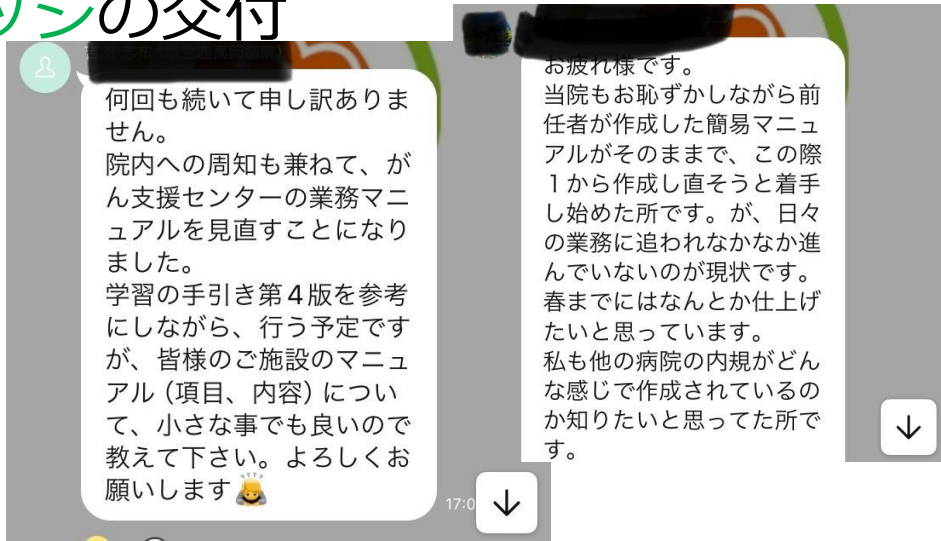 ンの交付
何回も続いて申し訳ありま
せん。
院内への周知も兼ねて、が
ん支援センターの業務マニ
ュアルを見直すことになり
ました。
学習の手引き第4版を参考
にしながら、行う予定です
が、皆様のご施設のマニュ
アル（項目、内容）につい
て、小さな事でも良いので
教えて下さい。よろしくお
願いします
17:0
お疲れ様です。
当院もお恥ずかしながら前
任者が作成した簡易マニュ
アルがそのままで、この際
１から作成し直そうと着手
し始めた所です。が、日々
の業務に追われなかなか進
んでいないのが現状です。
春までにはなんとか仕上げ
たいと思っています。
私も他の病院の内規がどん
な感じで作成されているの
か知りたいと思ってた所で
す。